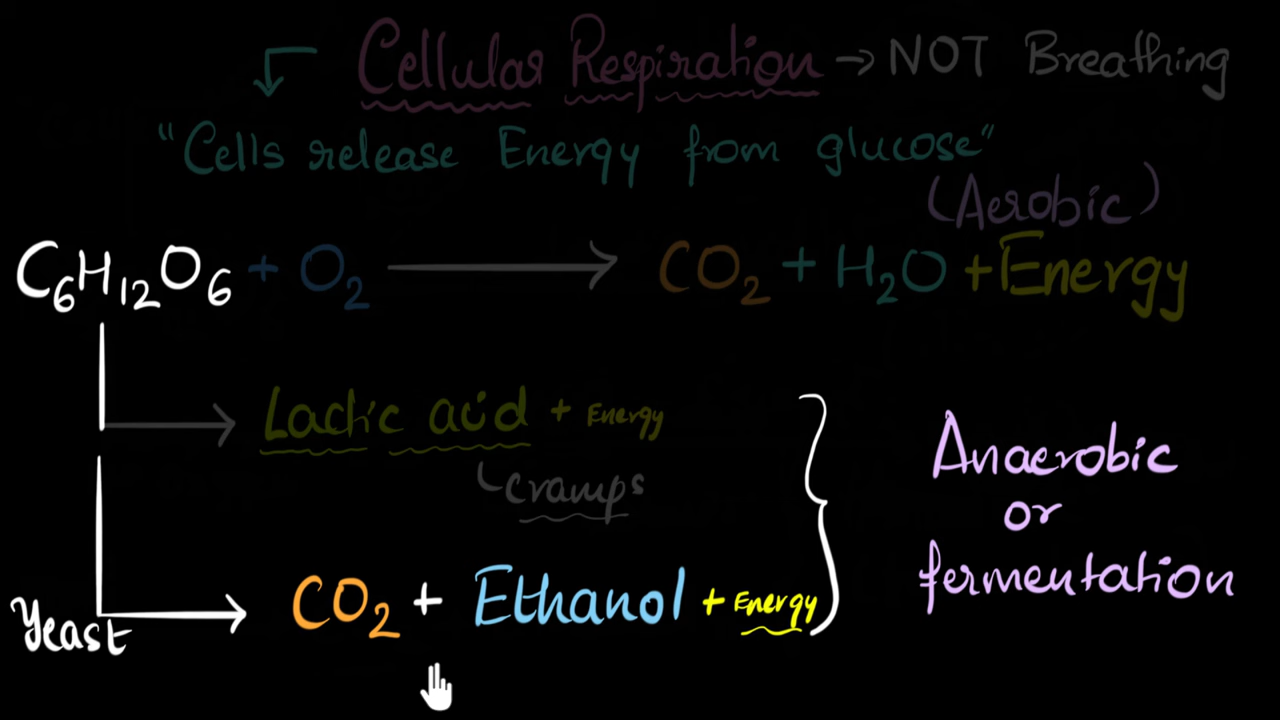 Cellular Respiration → NOT Breathing
"Cells release Energy from glucose"
(Aerobic)
C₆H₁₂O₆ + O₂ → CO₂ + H₂O + Energy
Lactic acid + Energy
Cramps
Anaerobic
or
fermentation
Yeast → CO₂ + Ethanol + Energy